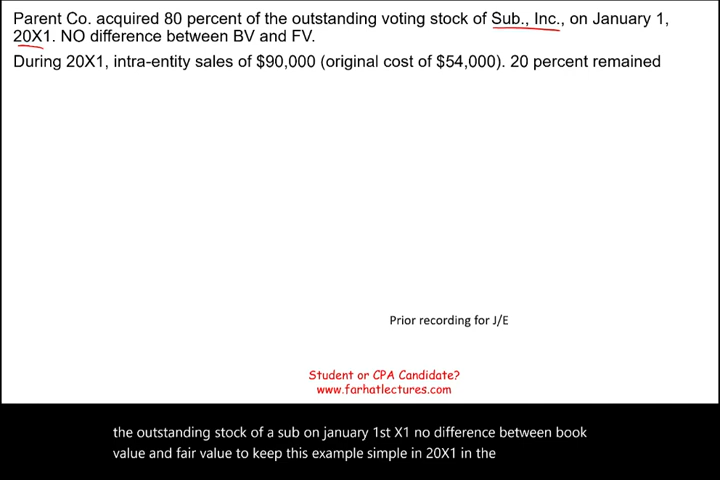 Parent Co. acquired 80 percent of the outstanding voting stock of Sub., Inc., on January 1,
20X1. NO difference between BV and FV.
During 20X1, intra-entity sales of $90,000 (original cost of $54,000). 20 percent remained
Prior recording for J/E
Student or CPA Candidate?
www.farhatlectures.com
the outstanding stock of a sub on january 1st X1 no difference between book
value and fair value to keep this example simple in 20X1 in the